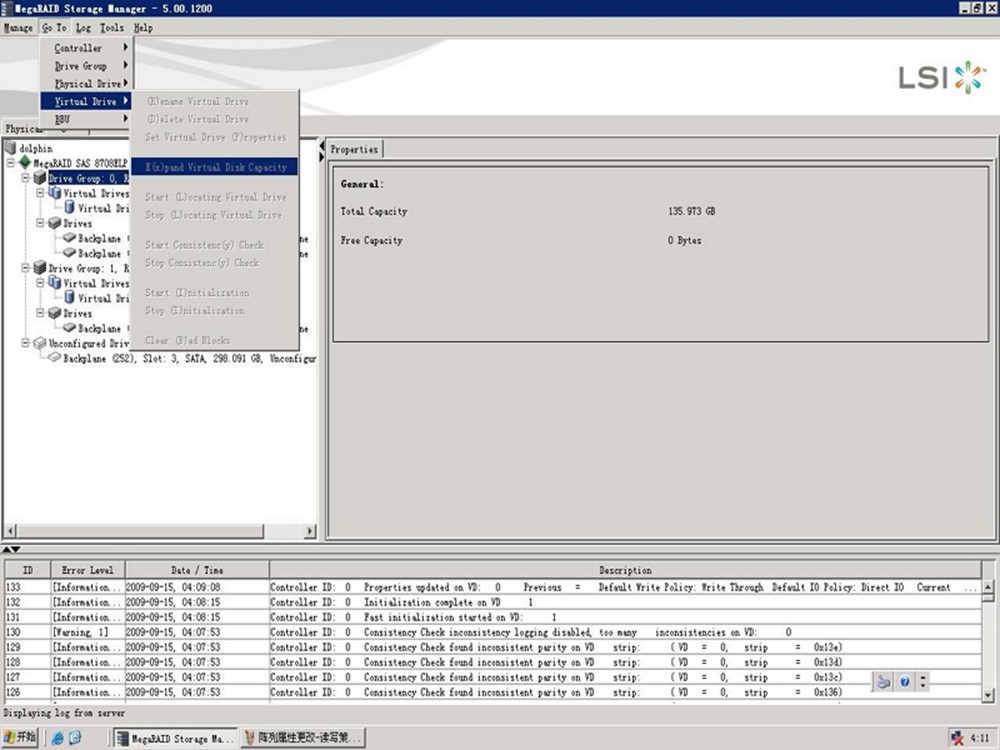 MegaRAID Storage Manager - 5.00.1200
Manage Go To Log Tools Help
Controller
Drive Group
Physical Drive
Virtual Drive
BBU
(R)ename Virtual Drive
(D)elete Virtual Drive
Set Virtual Drive (P)roperties
E(x)pand Virtual Disk Capacity
Start (L)ocating Virtual Drive
Stop (L)ocating Virtual Drive
Start Consistenc(y) Check
Stop Consistenc(y) Check
Start (I)nitialization
Stop (I)nitialization
Clear (B)ad Blocks
LSI
Physical
dolphin
MegaRAID SAS 8708ELP
Drive Group: 0, R
Virtual Drives
Virtual Dri
Drives
Backplane
Backplane
Drive Group: 1, R
Virtual Drives
Virtual Dri
Drives
Backplane
Unconfigured Driv
Backplane (252), Slot: 3, SATA, 298.091 GB, Unconfigur
Properties
General:
Total Capacity 135.973 GB
Free Capacity 0 Bytes
ID Error Level Date / Time Description
133 [Information... 2009-09-15, 04:09:08 Controller ID: 0 Properties updated on VD: 0 Previous = Default Write Policy: Write Through Default IO Policy: Direct IO Current ...
132 [Information... 2009-09-15, 04:08:15 Controller ID: 0 Initialization complete on VD 1
131 [Information... 2009-09-15, 04:08:15 Controller ID: 0 Fast initialization started on VD: 1
130 [Warning, 1] 2009-09-15, 04:07:53 Controller ID: 0 Consistency Check inconsistency logging disabled, too many inconsistencies on VD: 0
129 [Information... 2009-09-15, 04:07:53 Controller ID: 0 Consistency Check found inconsistent parity on VD strip: ( VD = 0, strip = 0x13e)
128 [Information... 2009-09-15, 04:07:53 Controller ID: 0 Consistency Check found inconsistent parity on VD strip: ( VD = 0, strip = 0x13d)
127 [Information... 2009-09-15, 04:07:53 Controller ID: 0 Consistency Check found inconsistent parity on VD strip: ( VD = 0, strip = 0x13c)
126 [Information... 2009-09-15, 04:07:53 Controller ID: 0 Consistency Check found inconsistent parity on VD strip: ( VD = 0, strip = 0x136)
Displaying log from server
开始 MegaRAID Storage Ma... 阵列属性更改-读写第... 4:11